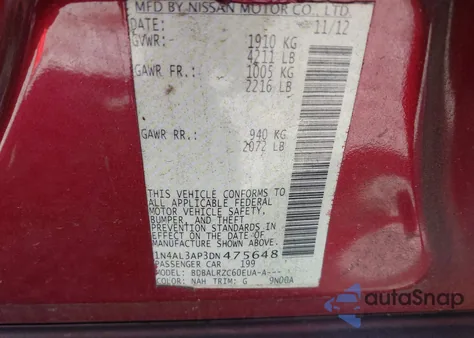 MFD BY NISSAN MOTOR CO., LTD.
DATE: 11/12
GVWR: 1910 KG
4211 LB
GAWR FR.: 1005 KG
2216 LB
GAWR RR.: 940 KG
2072 LB
THIS VEHICLE CONFORMS TO
ALL APPLICABLE FEDERAL
MOTOR VEHICLE SAFETY,
BUMPER, AND THEFT
PREVENTION STANDARDS IN
EFFECT ON THE DATE OF
MANUFACTURE SHOWN ABOVE.
1N4AL3AP3DN475648
PASSENGER CAR 199
MODEL: BDBALRZC60EUA-A----
COLOR: NAH TRIM: G 9N00A
autoSnap